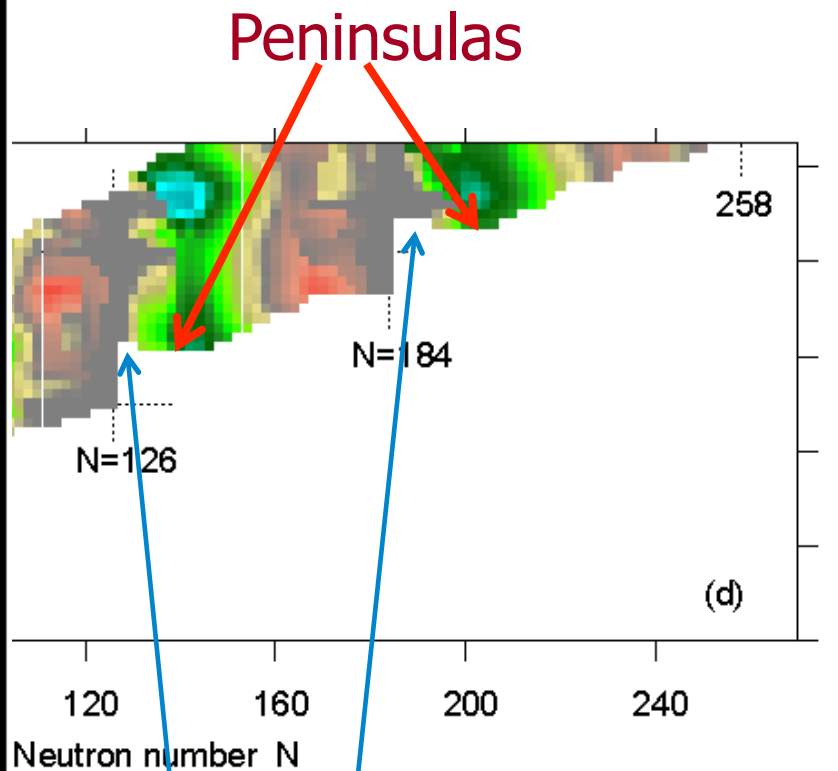 Peninsulas
258
N=184
N=126
(d)
120 160 200 240
Neutron number N